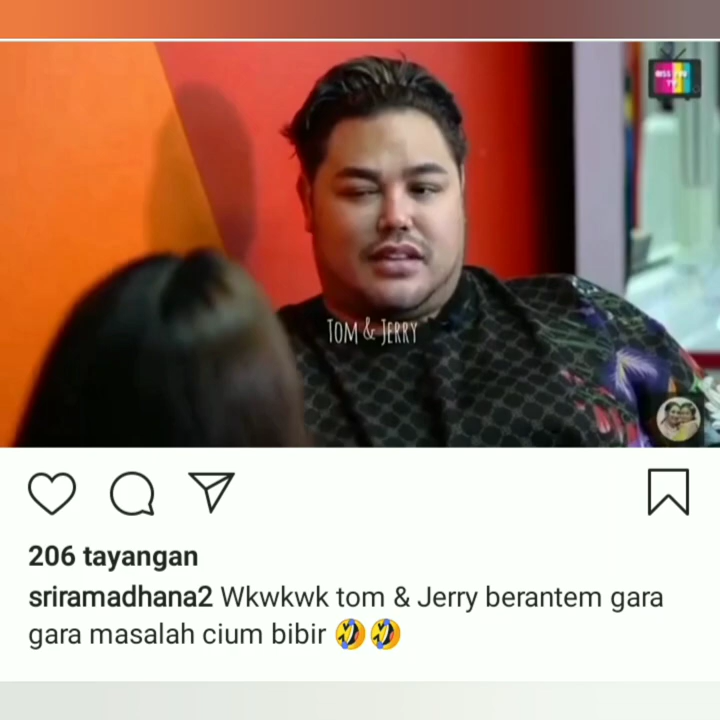 TOM & JERRY
206 tayangan
sriramadhana2 Wkwkwk tom & Jerry berantem gara
gara masalah cium bibir 🤣🤣